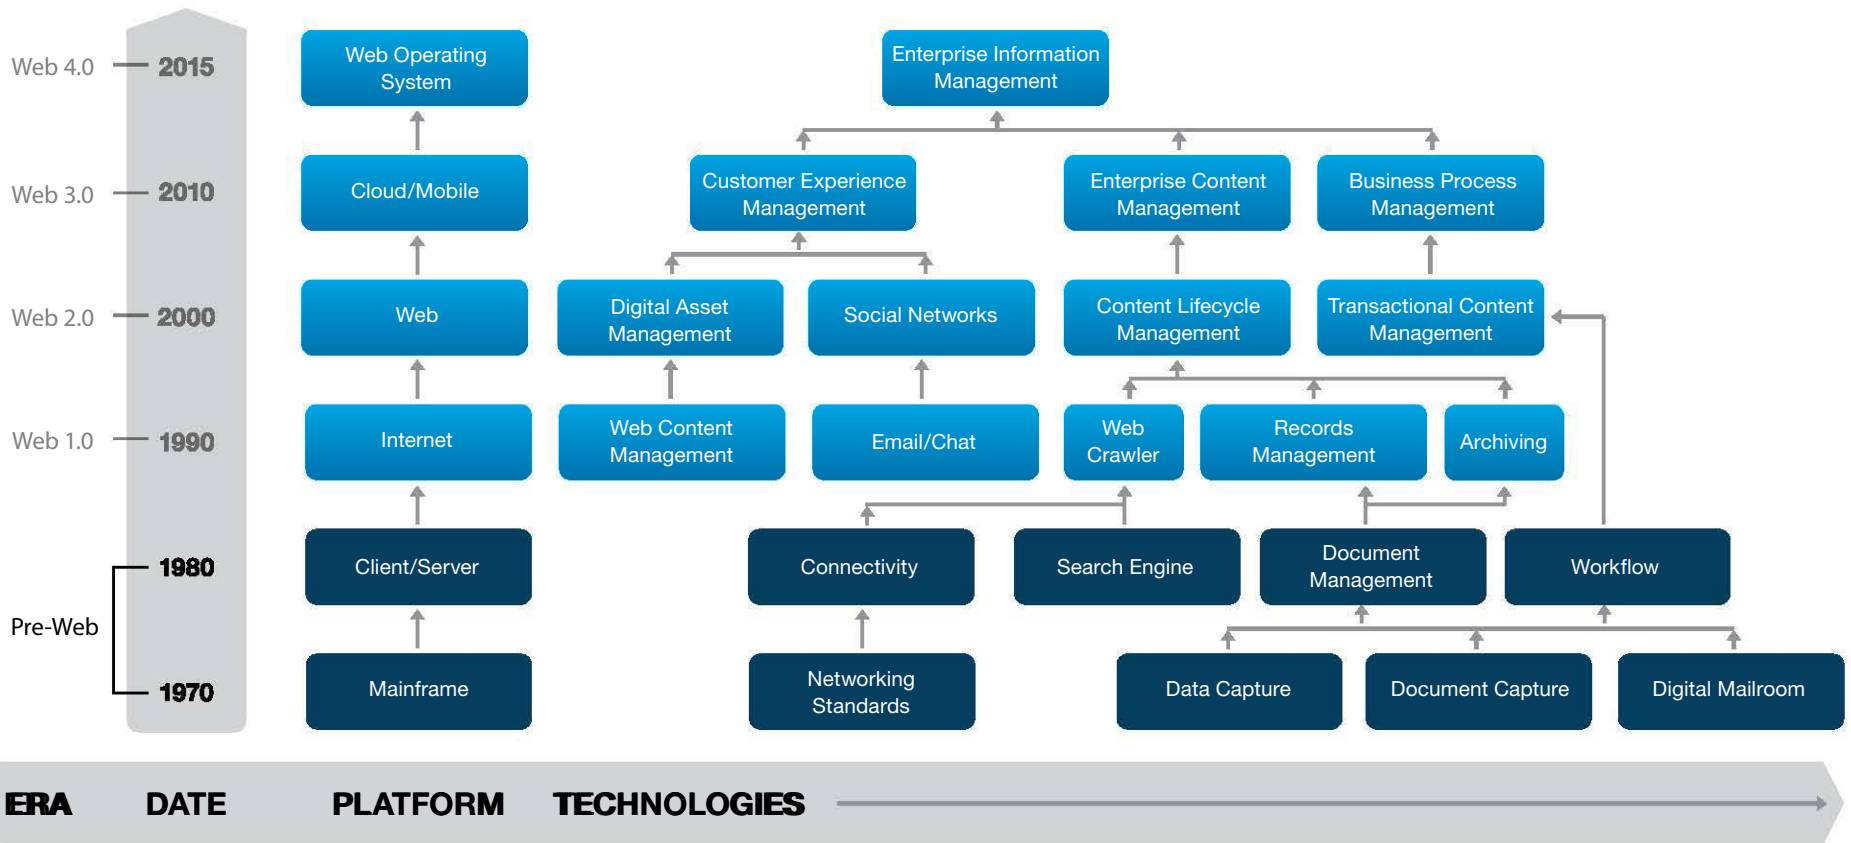 Web 4.0
2015
Web Operating
System
Enterprise Information
Management
Web 3.0
2010
Cloud/Mobile
Customer Experience
Management
Enterprise Content
Management
Business Process
Management
Web 2.0
2000
Web
Digital Asset
Management
Social Networks
Content Lifecycle
Management
Transactional Content
Management
Web 1.0
1990
Internet
Web Content
Management
Email/Chat
Web
Crawler
Records
Management
Archiving
1980
Client/Server
Connectivity
Search Engine
Document
Management
Workflow
Pre-Web
1970
Mainframe
Networking
Standards
Data Capture
Document Capture
Digital Mailroom
ERA
DATE
PLATFORM
TECHNOLOGIES